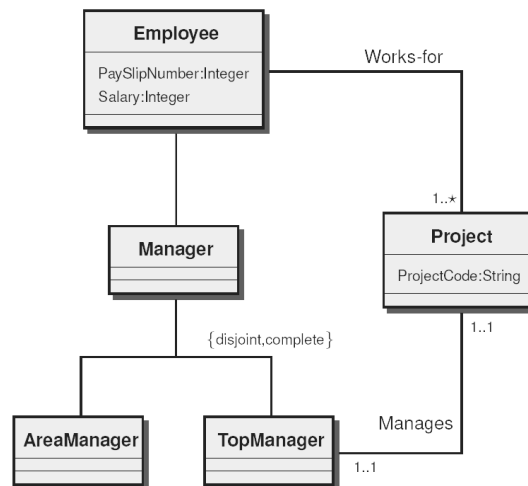 Employee
PaySlipNumber:Integer
Salary:Integer
Works-for
1..*
Project
ProjectCode:String
1..1
Manager
{disjoint,complete}
AreaManager
TopManager
Manages
1..1